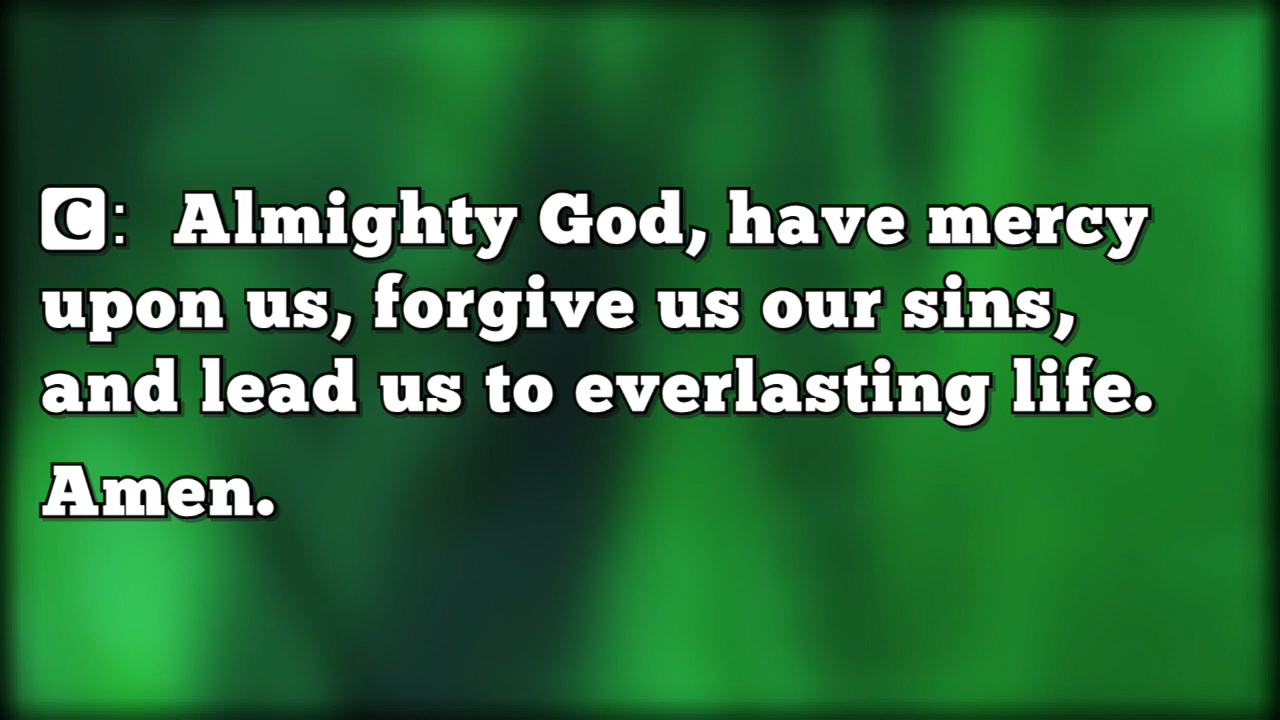 C: Almighty God, have mercy
upon us, forgive us our sins,
and lead us to everlasting life.
Amen.